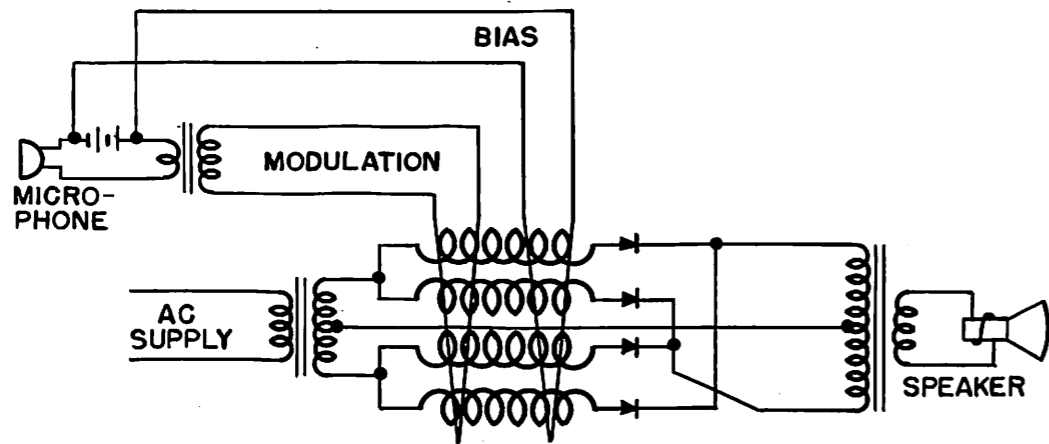 BIAS
MODULATION
MICRO-
PHONE
AC
SUPPLY
SPEAKER